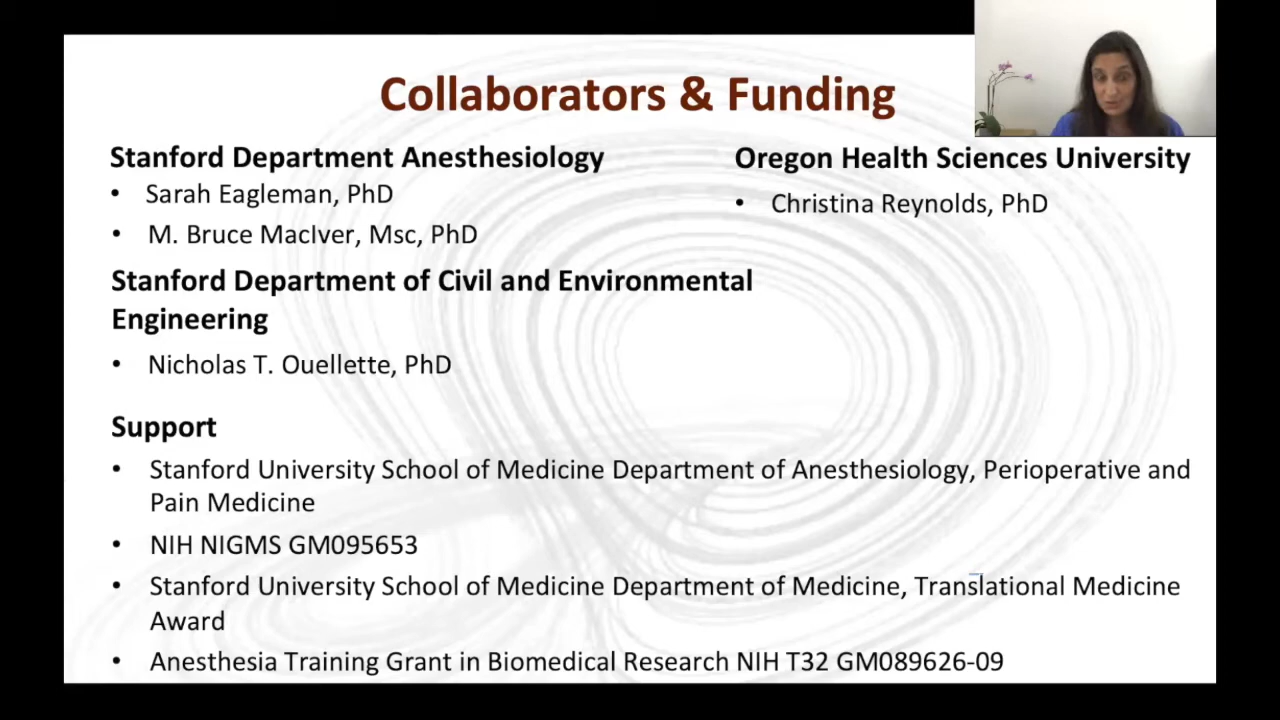 Collaborators & Funding
Stanford Department Anesthesiology
• Sarah Eagleman, PhD
• M. Bruce MacIver, Msc, PhD
Stanford Department of Civil and Environmental
Engineering
• Nicholas T. Ouellette, PhD
Oregon Health Sciences University
• Christina Reynolds, PhD
Support
• Stanford University School of Medicine Department of Anesthesiology, Perioperative and
Pain Medicine
• NIH NIGMS GM095653
• Stanford University School of Medicine Department of Medicine, Translational Medicine
Award
• Anesthesia Training Grant in Biomedical Research NIH T32 GM089626-09